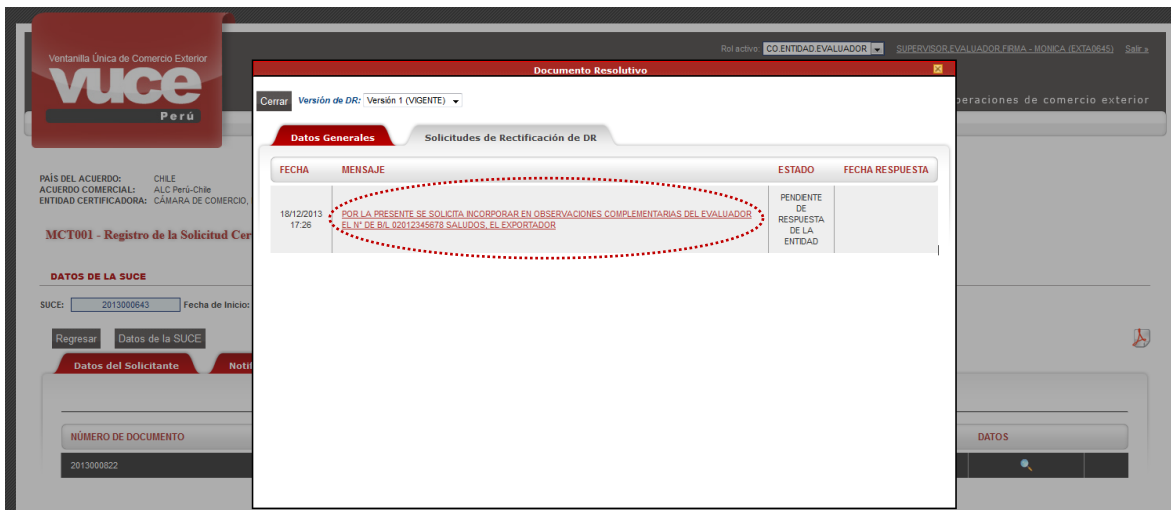 Ventanilla Única de Comercio Exterior
vuce
Perú
Rol activo: CO.ENTIDAD.EVALUADOR SUPERVISOR,EVALUADOR,FIRMA - MONICA (EXTA0645) Salir »
peraciones de comercio exterior
Documento Resolutivo
Cerrar Versión de DR: Versión 1 (VIGENTE)
Datos Generales Solicitudes de Rectificación de DR
FECHA MENSAJE ESTADO FECHA RESPUESTA
18/12/2013
17:26
POR LA PRESENTE SE SOLICITA INCORPORAR EN OBSERVACIONES COMPLEMENTARIAS DEL EVALUADOR
EL N° DE B/L 02012345678 SALUDOS, EL EXPORTADOR
PENDIENTE
DE
RESPUESTA
DE LA
ENTIDAD
PAÍS DEL ACUERDO: CHILE
ACUERDO COMERCIAL: ALC Perú-Chile
ENTIDAD CERTIFICADORA: CÁMARA DE COMERCIO,
MCT001 - Registro de la Solicitud Cer
DATOS DE LA SUCE
SUCE: 2013000643 Fecha de Inicio:
Regresar Datos de la SUCE
Datos del Solicitante Notif
NÚMERO DE DOCUMENTO DATOS
2013000822